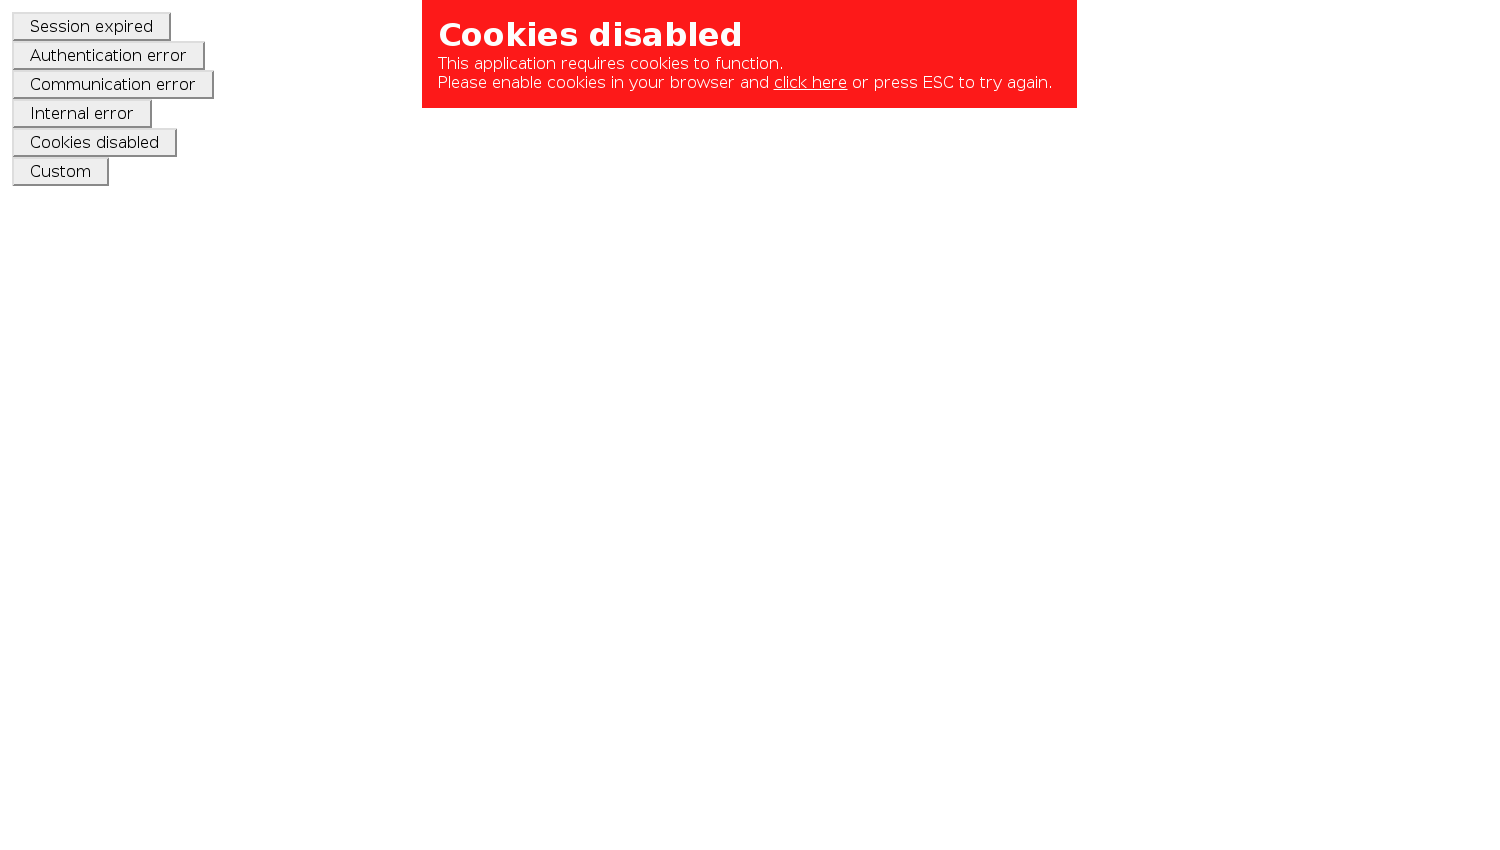 Session expired
Authentication error
Communication error
Internal error
Cookies disabled
Custom
Cookies disabled
This application requires cookies to function.
Please enable cookies in your browser and click here or press ESC to try again.